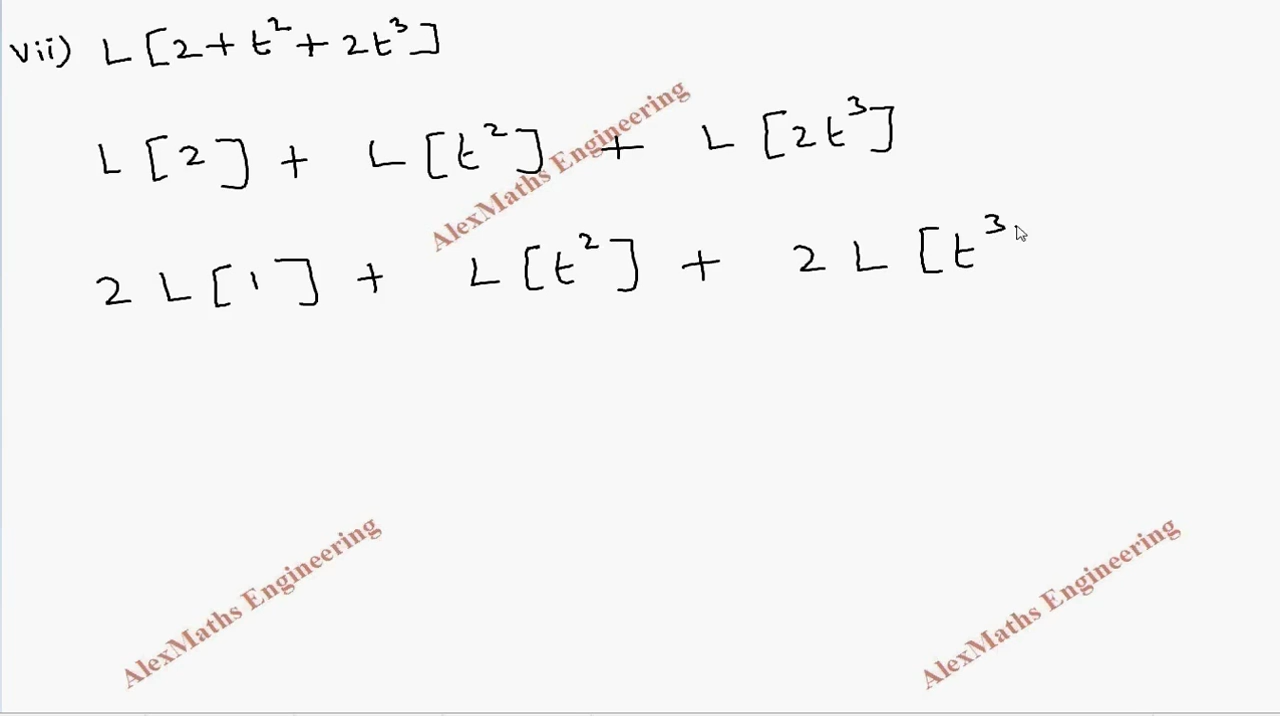 vii) L[2+t²+2t³]
L[2] + L[t²] + L[2t³]
AlexMaths Engineering
2 L[1] + L[t²] + 2 L[t³
AlexMaths Engineering
AlexMaths Engineering